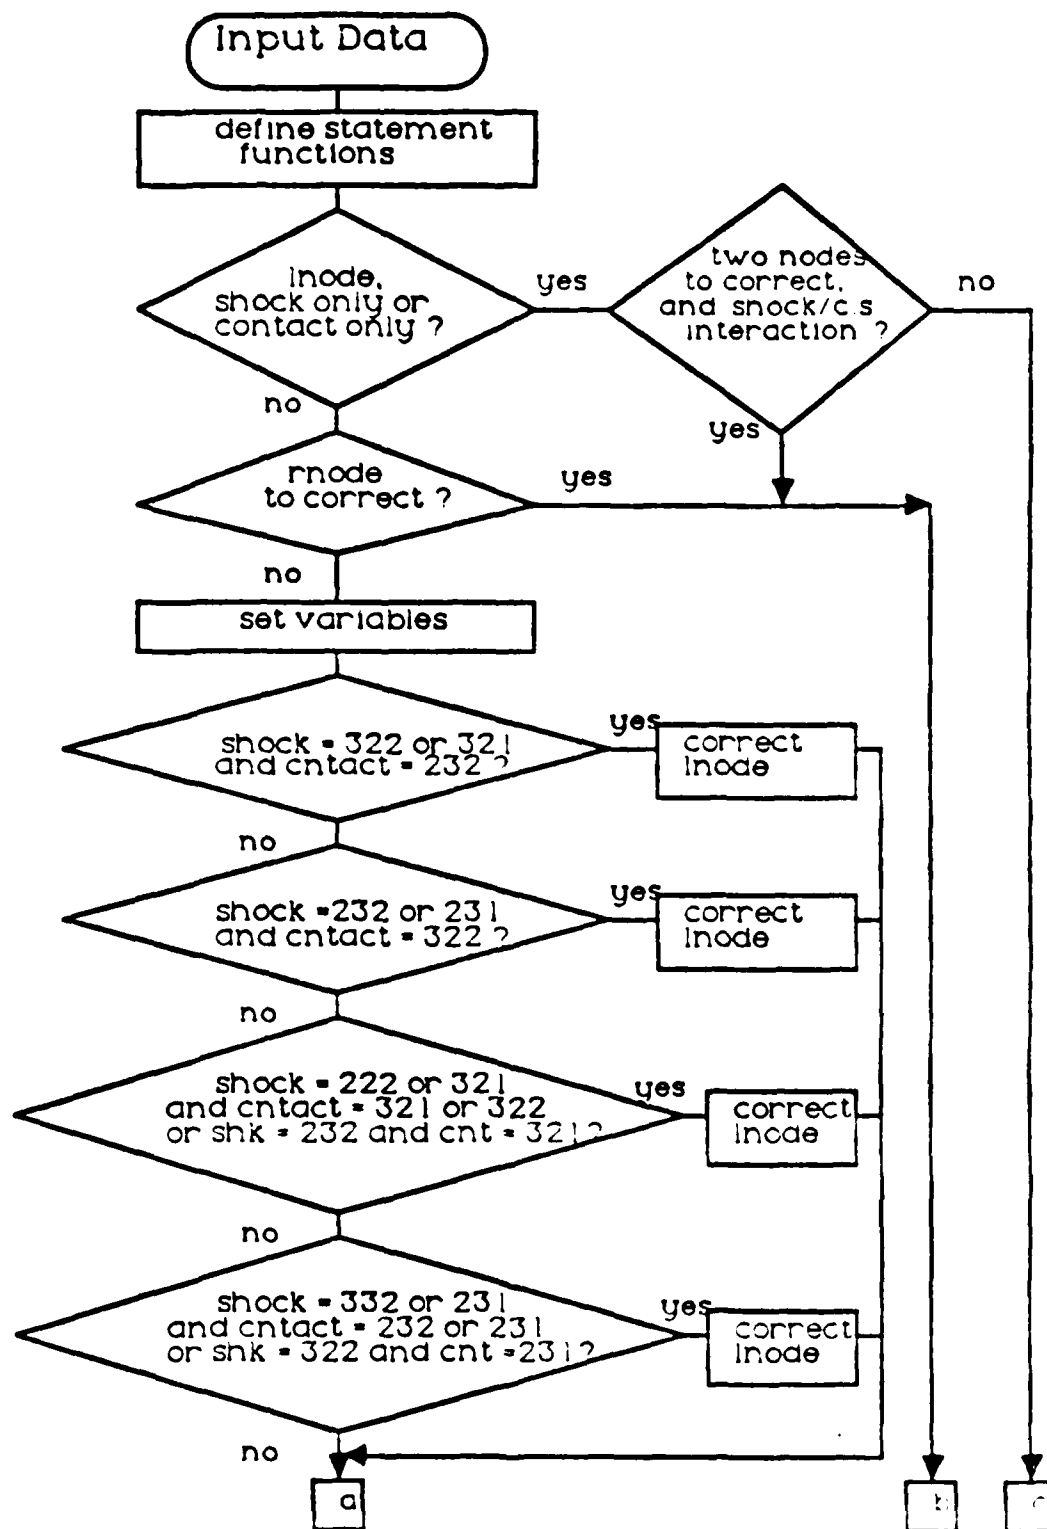 Input Data
define statement
functions
lnode,
shock only or
contact only ?
yes
two nodes
to correct,
and shock/c.s
interaction ?
no
no
yes
rnode
to correct ?
yes
no
set variables
shock = 322 or 321
and cntact = 232 ?
yes
correct
lnode
no
shock =232 or 231
and cntact = 322 ?
yes
correct
lnode
no
shock = 222 or 321
and cntact = 321 or 322
or shk = 232 and cnt = 321?
yes
correct
lnode
no
shock = 332 or 231
and cntact = 232 or 231
or shk = 322 and cnt =231?
yes
correct
lnode
no
a
b
c